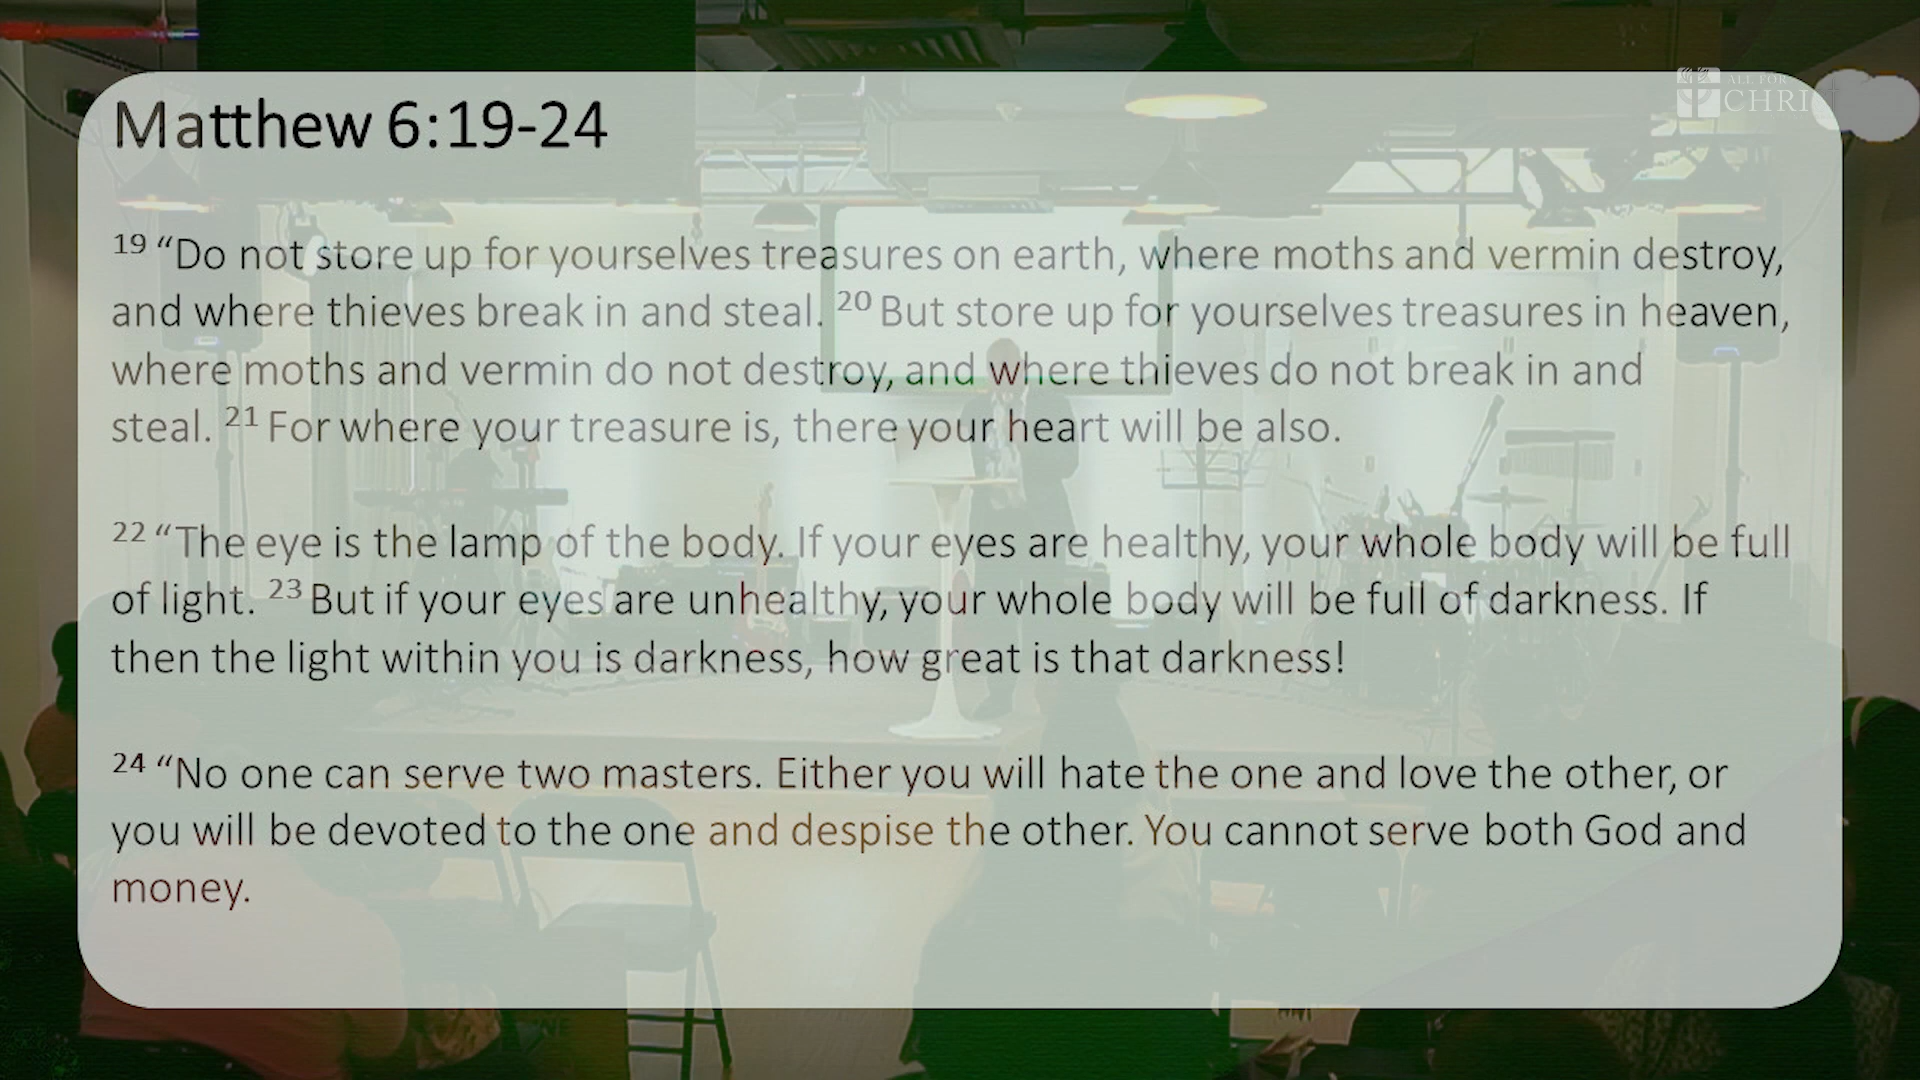 ALL FOR
CHRI
Matthew 6:19-24
19 “Do not store up for yourselves treasures on earth, where moths and vermin destroy,
and where thieves break in and steal. 20 But store up for yourselves treasures in heaven,
where moths and vermin do not destroy, and where thieves do not break in and
steal. 21 For where your treasure is, there your heart will be also.
22 “The eye is the lamp of the body. If your eyes are healthy, your whole body will be full
of light. 23 But if your eyes are unhealthy, your whole body will be full of darkness. If
then the light within you is darkness, how great is that darkness!
24 “No one can serve two masters. Either you will hate the one and love the other, or
you will be devoted to the one and despise the other. You cannot serve both God and
money.